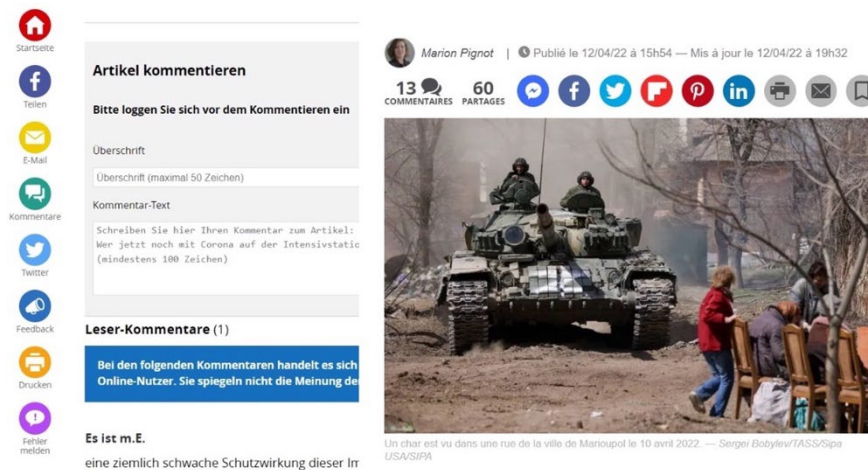 Startseite
Teilen
E-Mail
Kommentare
Twitter
Feedback
Drucken
Fehler
melden
Artikel kommentieren
Bitte loggen Sie sich vor dem Kommentieren ein
Überschrift
Überschrift (maximal 50 Zeichen)
Kommentar-Text
Schreiben Sie hier Ihren Kommentar zum Artikel:
Wer jetzt noch mit Corona auf der Intensivstatio
(mindestens 100 Zeichen)
Leser-Kommentare (1)
Bei den folgenden Kommentaren handelt es sich
Online-Nutzer. Sie spiegeln nicht die Meinung de
Es ist m.E.
eine ziemlich schwache Schutzwirkung dieser Im
Marion Pignot | Publié le 12/04/22 à 15h54 — Mis à jour le 12/04/22 à 19h32
13
COMMENTAIRES
60
PARTAGES
Un char est vu dans une rue de la ville de Marioupol le 10 avril 2022. — Sergei Bobylev/TASS/Sipa
USA/SIPA